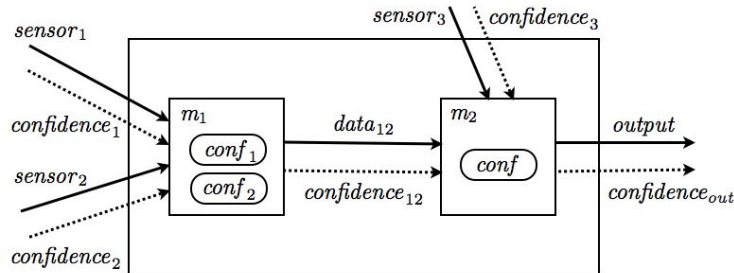 sensor₁
sensor₃
confidence₃
confidence₁
m₁
conf₁
data₁₂
m₂
output
sensor₂
conf₂
conf
confidence₁₂
confidenceₒᵤₜ
confidence₂